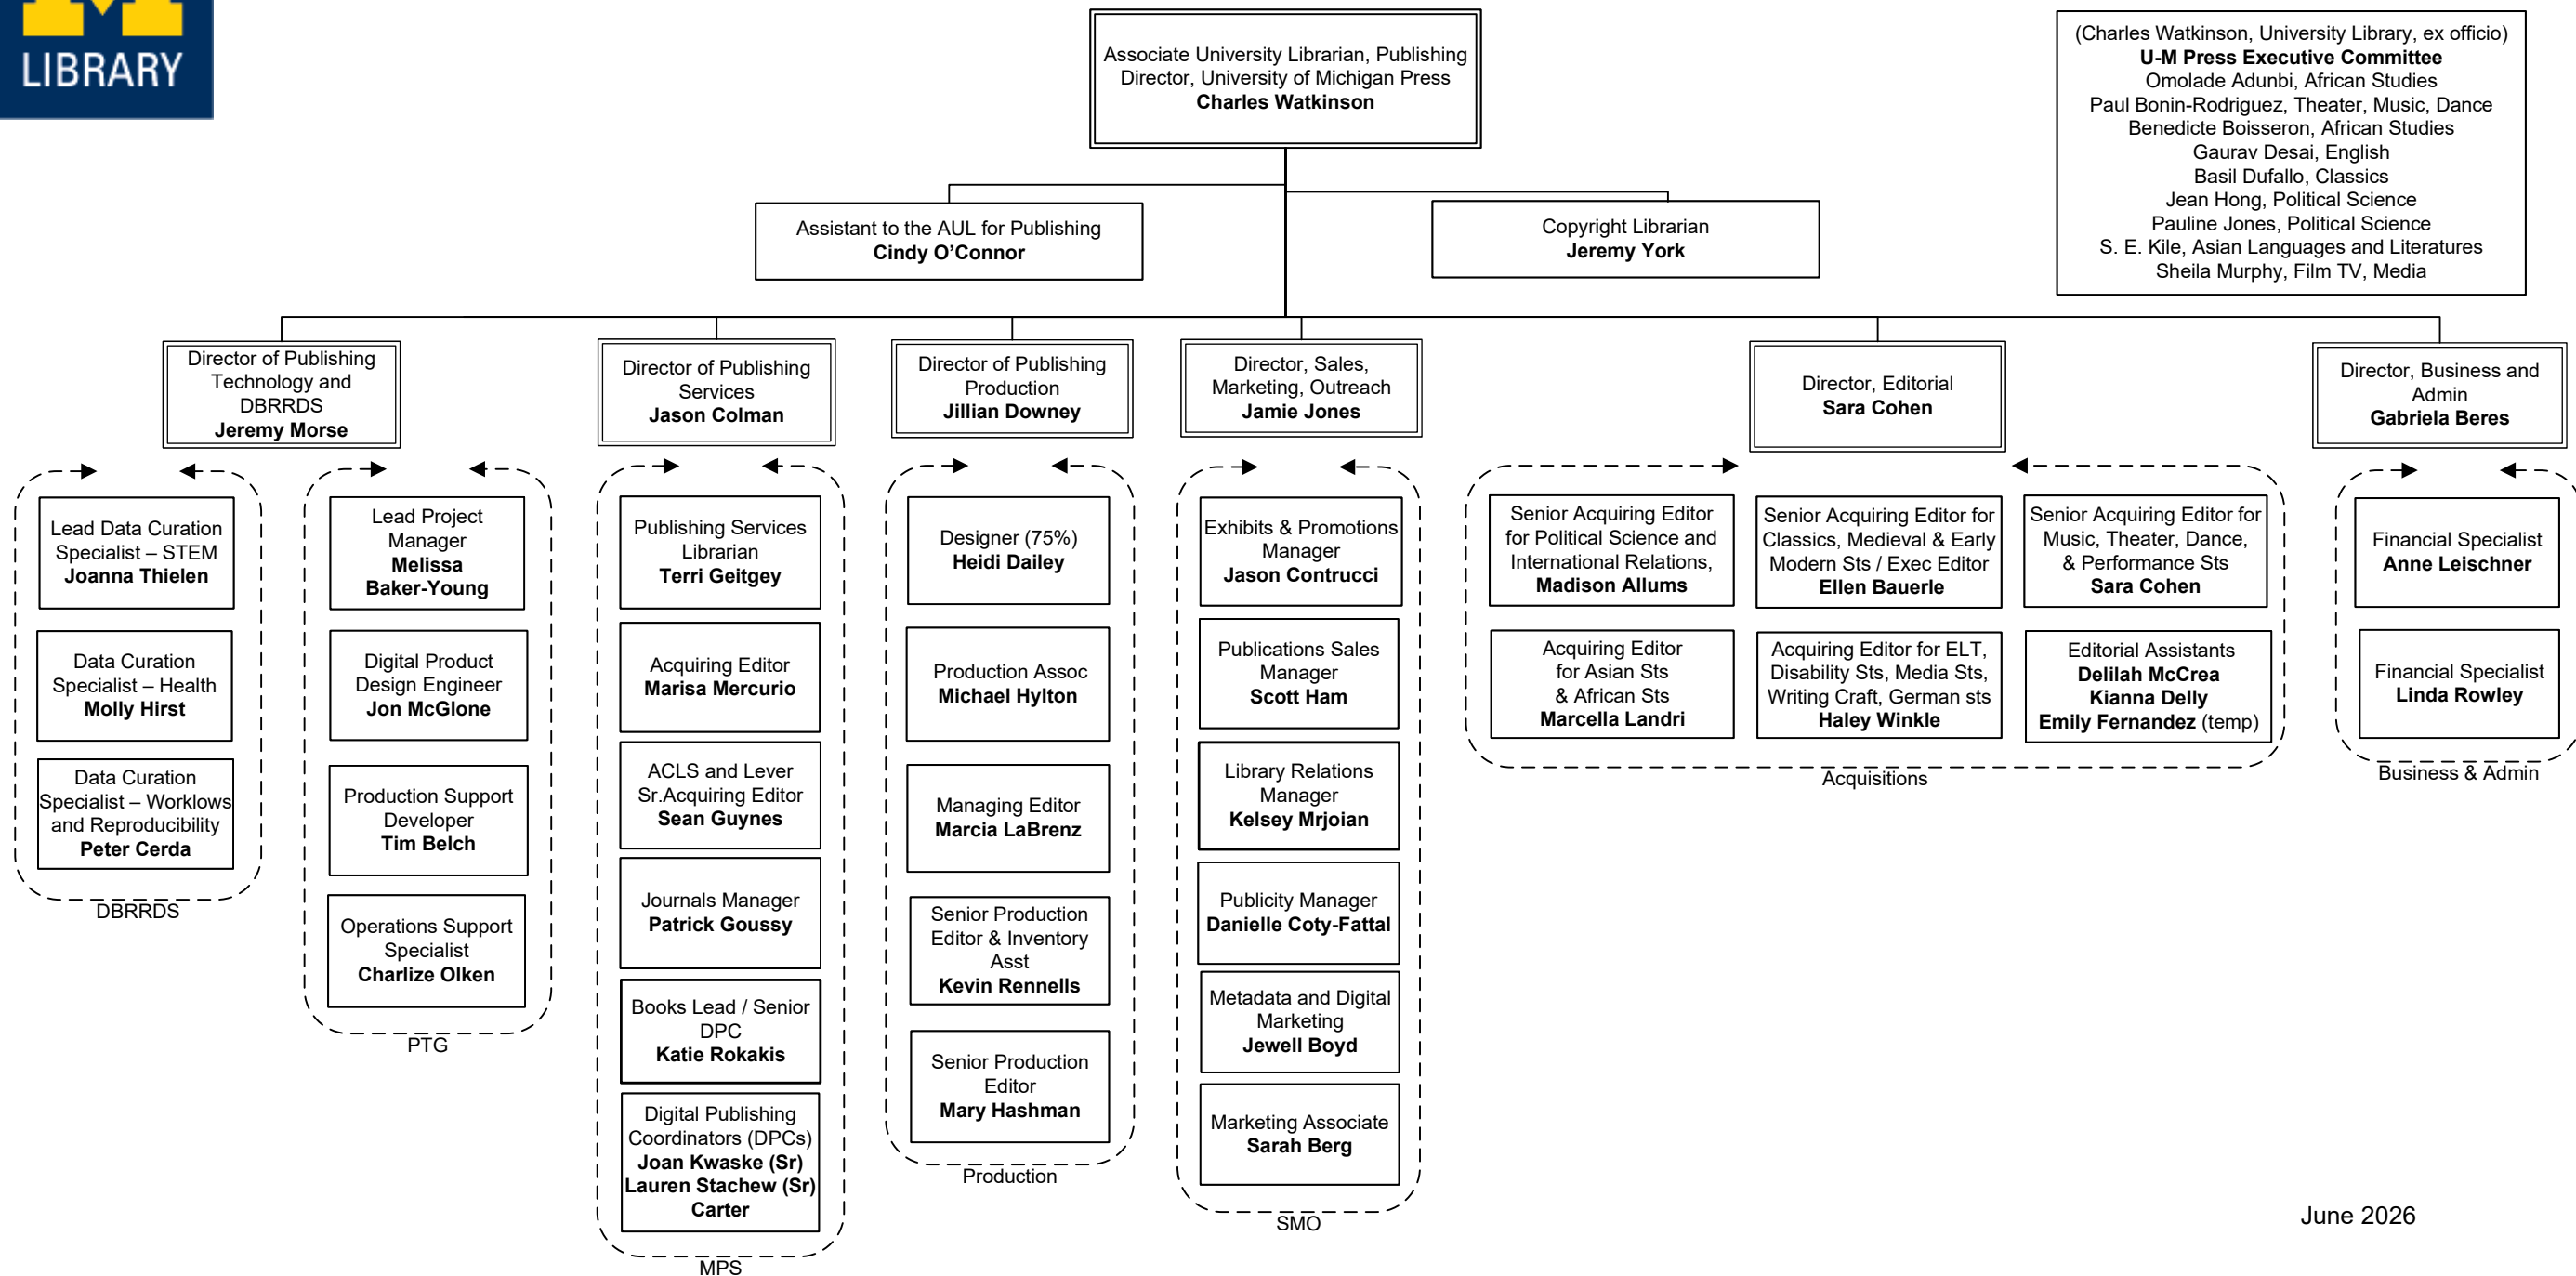 LIBRARY
Associate University Librarian, Publishing
Director, University of Michigan Press
Charles Watkinson
(Charles Watkinson, University Library, ex officio)
U-M Press Executive Committee
Omolade Adunbi, African Studies
Paul Bonin-Rodriguez, Theater, Music, Dance
Benedicte Boisseron, African Studies
Gaurav Desai, English
Basil Dufallo, Classics
Jean Hong, Political Science
Pauline Jones, Political Science
S. E. Kile, Asian Languages and Literatures
Sheila Murphy, Film TV, Media
Assistant to the AUL for Publishing
Cindy O’Connor
Copyright Librarian
Jeremy York
Director of Publishing
Technology and
DBRRDS
Jeremy Morse
Director of Publishing
Services
Jason Colman
Director of Publishing
Production
Jillian Downey
Director, Sales,
Marketing, Outreach
Jamie Jones
Director, Editorial
Sara Cohen
Director, Business and
Admin
Gabriela Beres
Lead Data Curation
Specialist – STEM
Joanna Thielen
Data Curation
Specialist – Health
Molly Hirst
Data Curation
Specialist – Worklows
and Reproducibility
Peter Cerda
DBRRDS
Lead Project
Manager
Melissa
Baker-Young
Digital Product
Design Engineer
Jon McGlone
Production Support
Developer
Tim Belch
Operations Support
Specialist
Charlize Olken
PTG
Publishing Services
Librarian
Terri Geitgey
Acquiring Editor
Marisa Mercurio
ACLS and Lever
Sr.Acquiring Editor
Sean Guynes
Journals Manager
Patrick Goussy
Books Lead / Senior
DPC
Katie Rokakis
Digital Publishing
Coordinators (DPCs)
Joan Kwaske (Sr)
Lauren Stachew (Sr)
Carter
MPS
Designer (75%)
Heidi Dailey
Production Assoc
Michael Hylton
Managing Editor
Marcia LaBrenz
Senior Production
Editor & Inventory
Asst
Kevin Rennells
Senior Production
Editor
Mary Hashman
Production
Exhibits & Promotions
Manager
Jason Contrucci
Publications Sales
Manager
Scott Ham
Library Relations
Manager
Kelsey Mrjoian
Publicity Manager
Danielle Coty-Fattal
Metadata and Digital
Marketing
Jewell Boyd
Marketing Associate
Sarah Berg
SMO
Senior Acquiring Editor
for Political Science and
International Relations,
Madison Allums
Senior Acquiring Editor for
Classics, Medieval & Early
Modern Sts / Exec Editor
Ellen Bauerle
Senior Acquiring Editor for
Music, Theater, Dance,
& Performance Sts
Sara Cohen
Acquiring Editor
for Asian Sts
& African Sts
Marcella Landri
Acquiring Editor for ELT,
Disability Sts, Media Sts,
Writing Craft, German sts
Haley Winkle
Editorial Assistants
Delilah McCrea
Kianna Delly
Emily Fernandez (temp)
Acquisitions
Financial Specialist
Anne Leischner
Financial Specialist
Linda Rowley
Business & Admin
June 2026